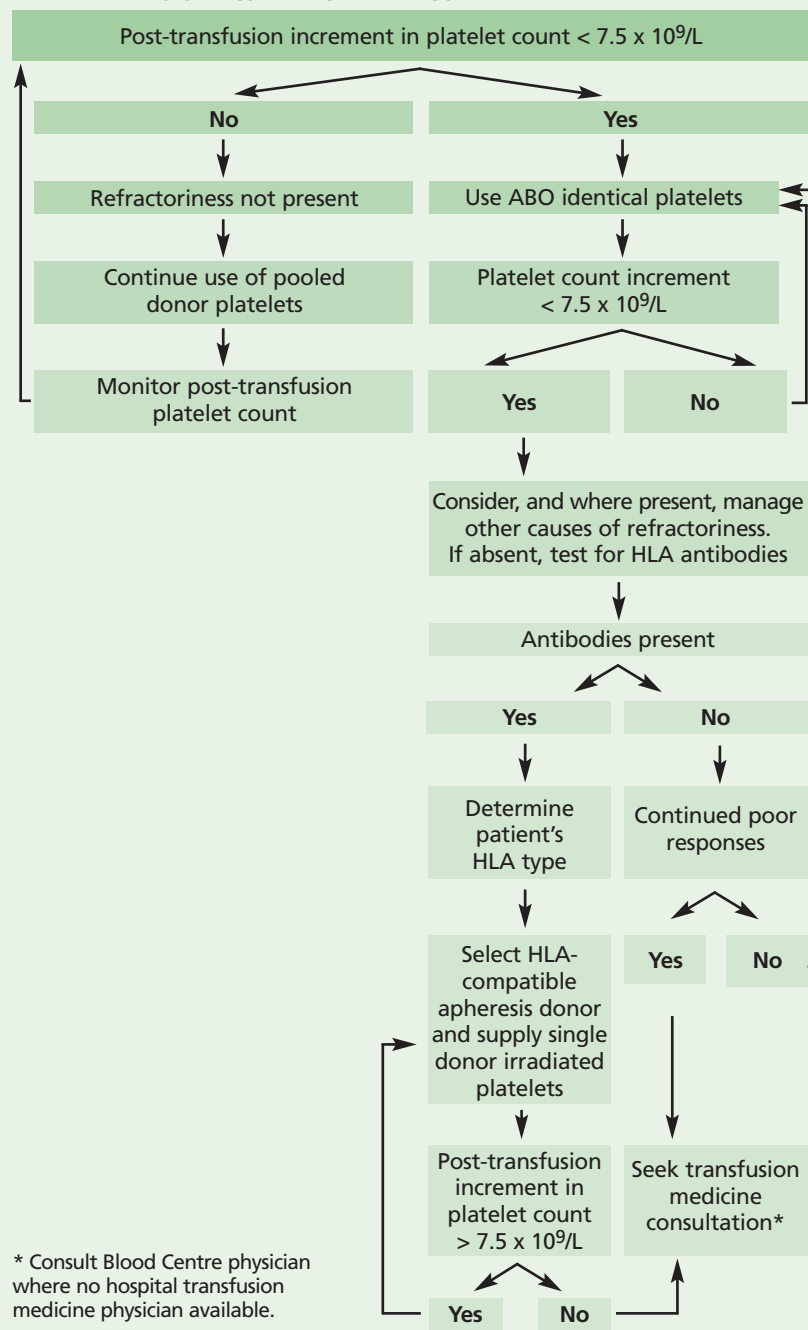 Post-transfusion increment in platelet count < 7.5 x 10⁹/L
No
Yes
Refractoriness not present
Use ABO identical platelets
Continue use of pooled
donor platelets
Platelet count increment
< 7.5 x 10⁹/L
Monitor post-transfusion
platelet count
Yes
No
Consider, and where present, manage
other causes of refractoriness.
If absent, test for HLA antibodies
Antibodies present
Yes
No
Determine
patient's
HLA type
Continued poor
responses
Select HLA-
compatible
apheresis donor
and supply single
donor irradiated
platelets
Yes
No
Post-transfusion
increment in
platelet count
> 7.5 x 10⁹/L
Seek transfusion
medicine
consultation*
Yes
No
* Consult Blood Centre physician
where no hospital transfusion
medicine physician available.